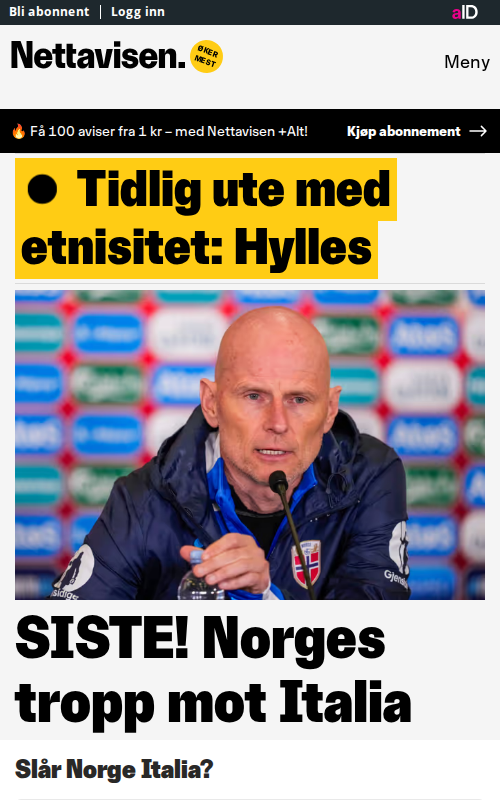 Bli abonnent | Logg inn
aID
Nettavisen.
ØKER
MEST
Meny
🔥 Få 100 aviser fra 1 kr – med Nettavisen +Alt!
Kjøp abonnement →
● Tidlig ute med
etnisitet: Hylles
NORGE
SISTE! Norges
tropp mot Italia
Slår Norge Italia?